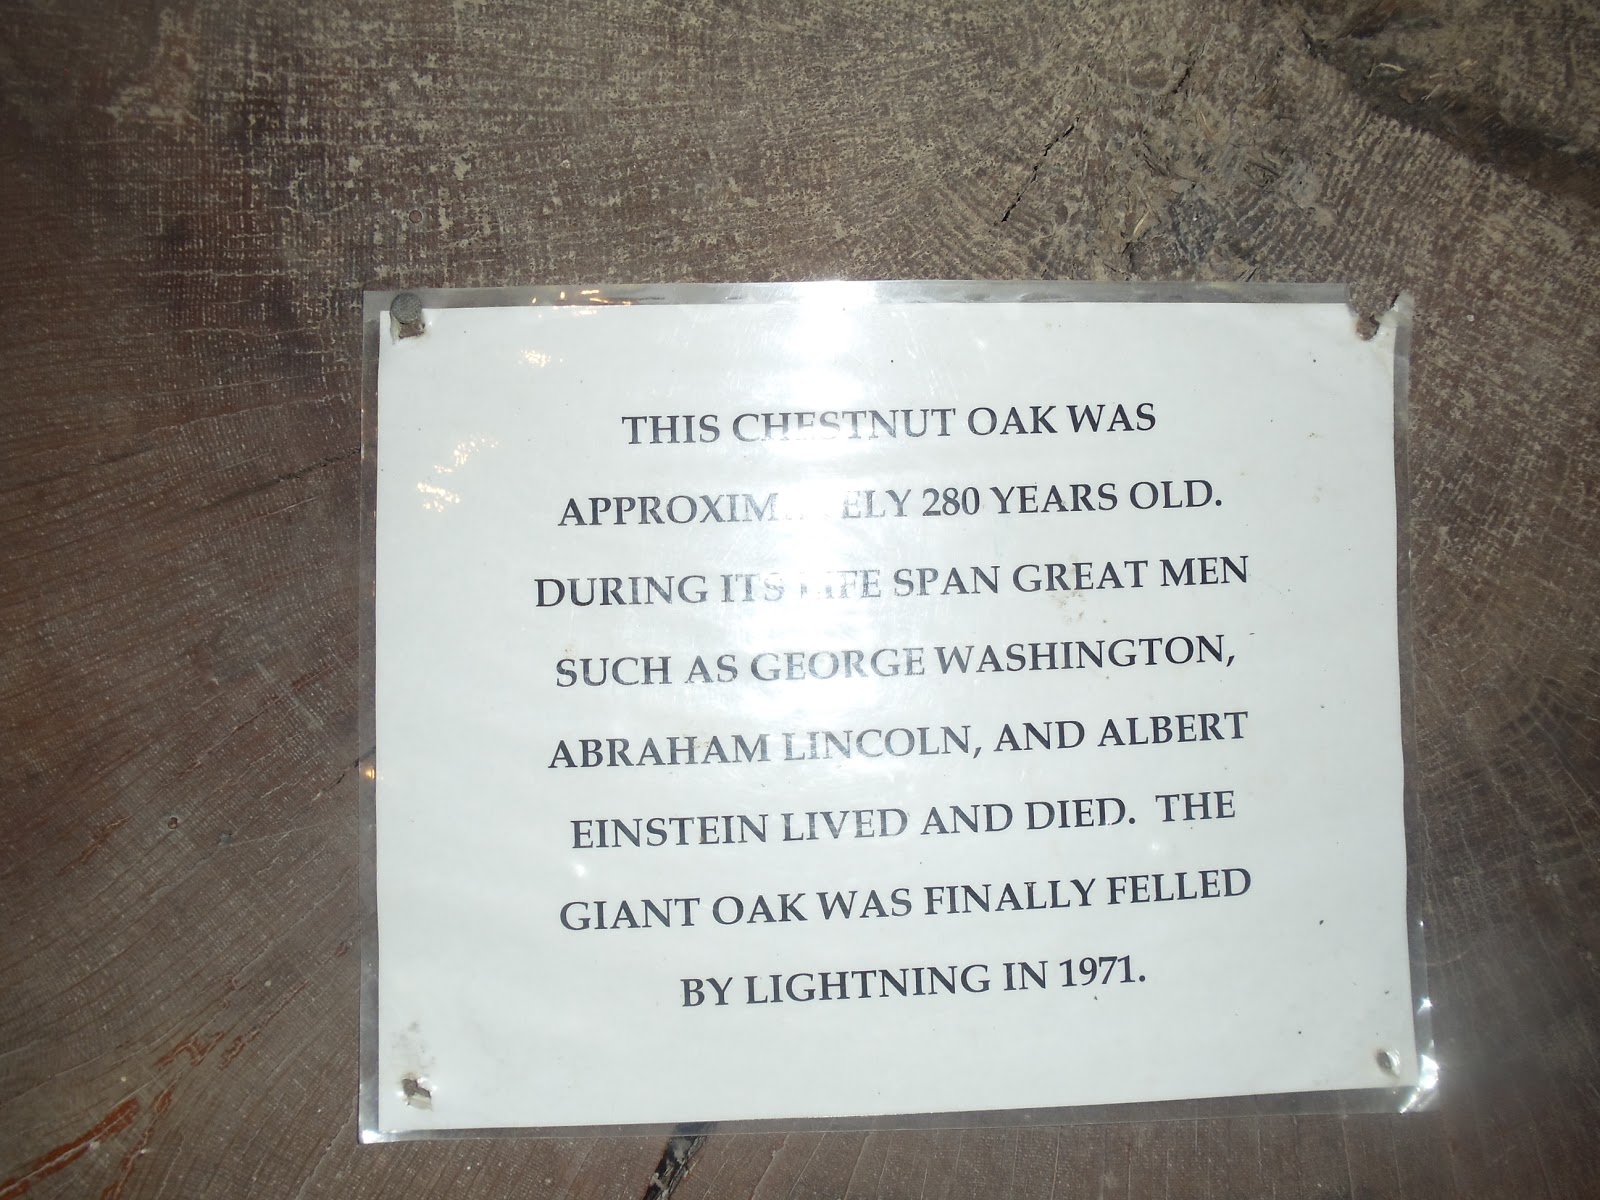 THIS CHESTNUT OAK WAS
APPROXIMATELY 280 YEARS OLD.
DURING ITS LIFE SPAN GREAT MEN
SUCH AS GEORGE WASHINGTON,
ABRAHAM LINCOLN, AND ALBERT
EINSTEIN LIVED AND DIED. THE
GIANT OAK WAS FINALLY FELLED
BY LIGHTNING IN 1971.